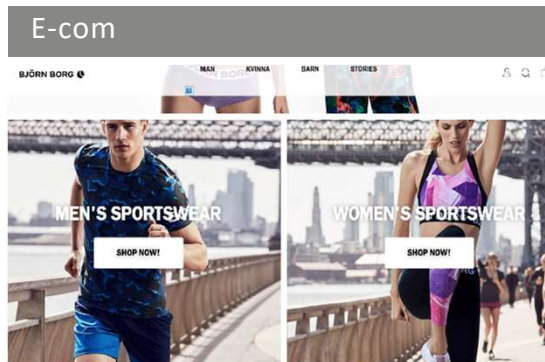 E-com
BJÖRN BORG
MAN KVINNA BARN STORIES
MEN'S SPORTSWEAR
SHOP NOW!
WOMEN'S SPORTSWEAR
SHOP NOW!